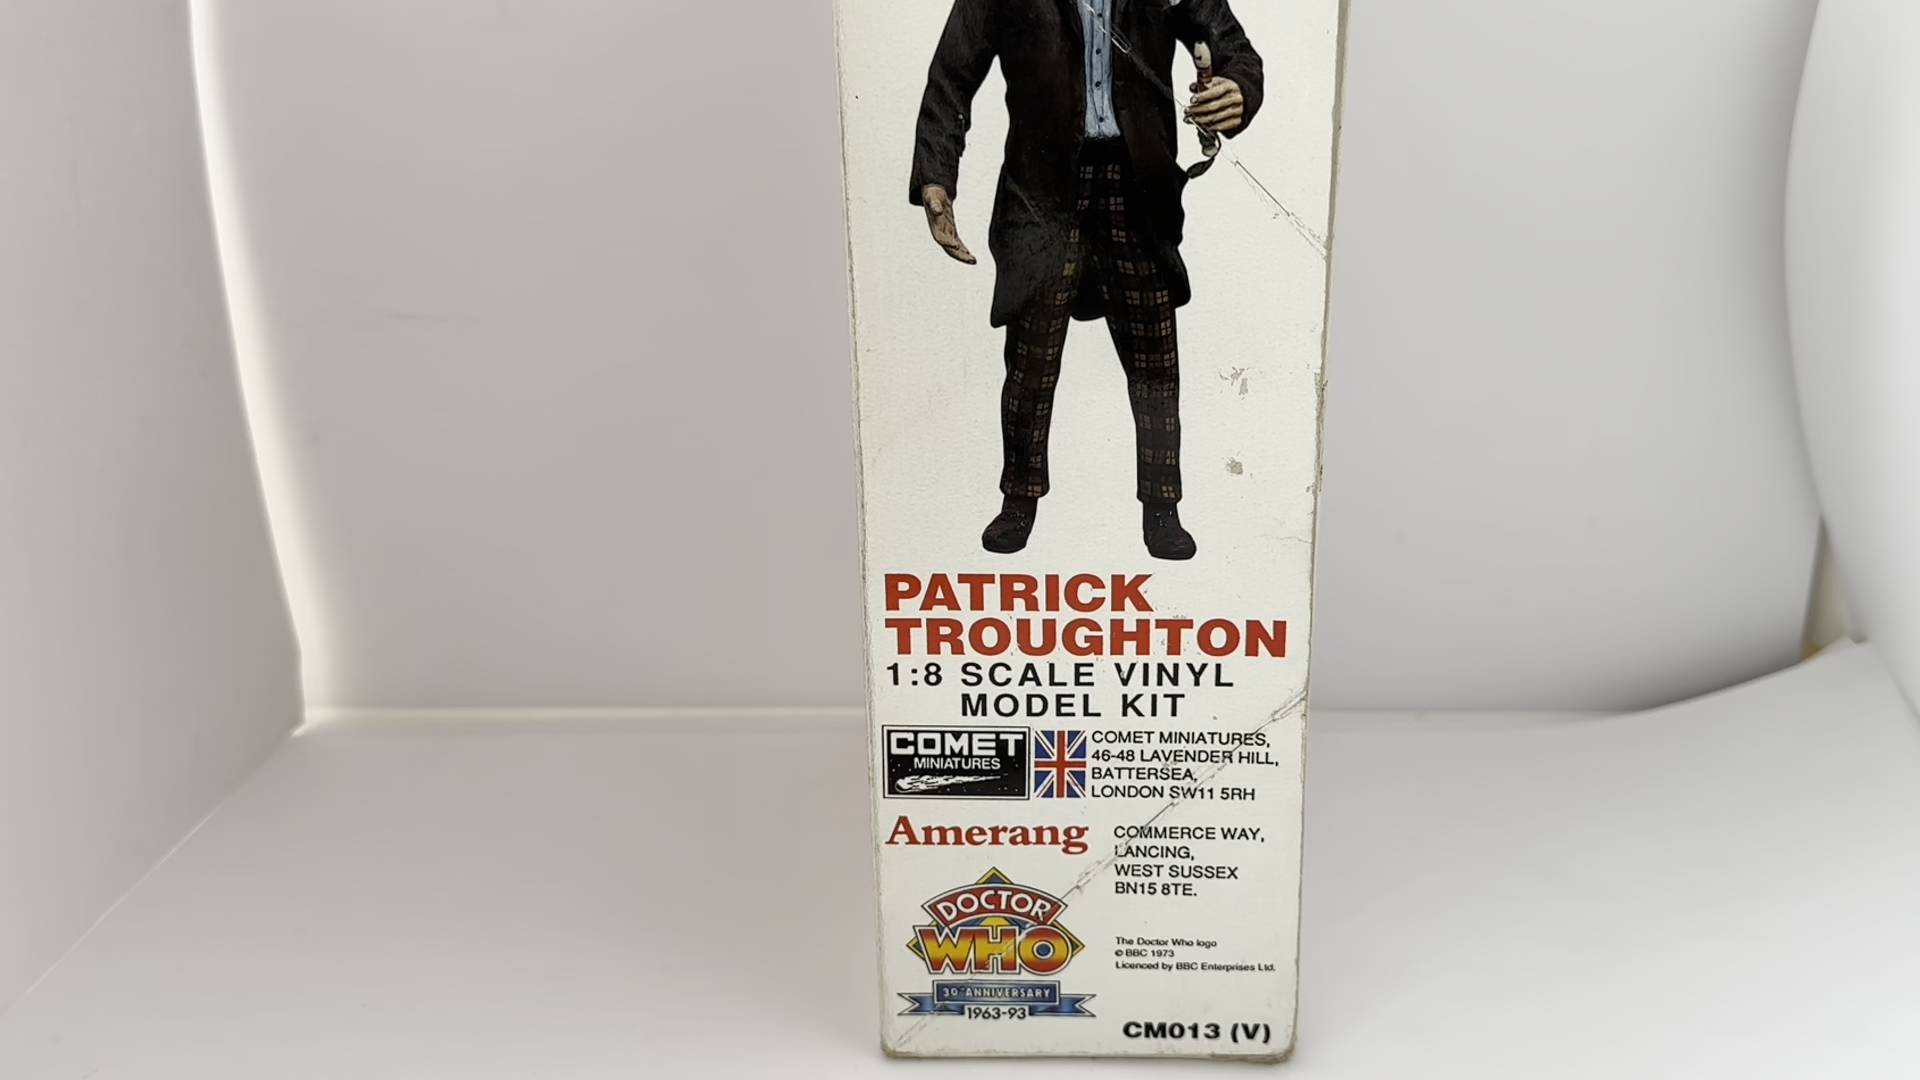 PATRICK
TROUGHTON
1:8 SCALE VINYL
MODEL KIT
COMET
MINIATURES
COMET MINIATURES,
46-48 LAVENDER HILL,
BATTERSEA,
LONDON SW11 5RH
Amerang
COMMERCE WAY,
LANCING,
WEST SUSSEX
BN15 8TE.
DOCTOR
WHO
30TH ANNIVERSARY
1963-93
The Doctor Who logo
© BBC 1973
Licenced by BBC Enterprises Ltd.
CM013 (V)